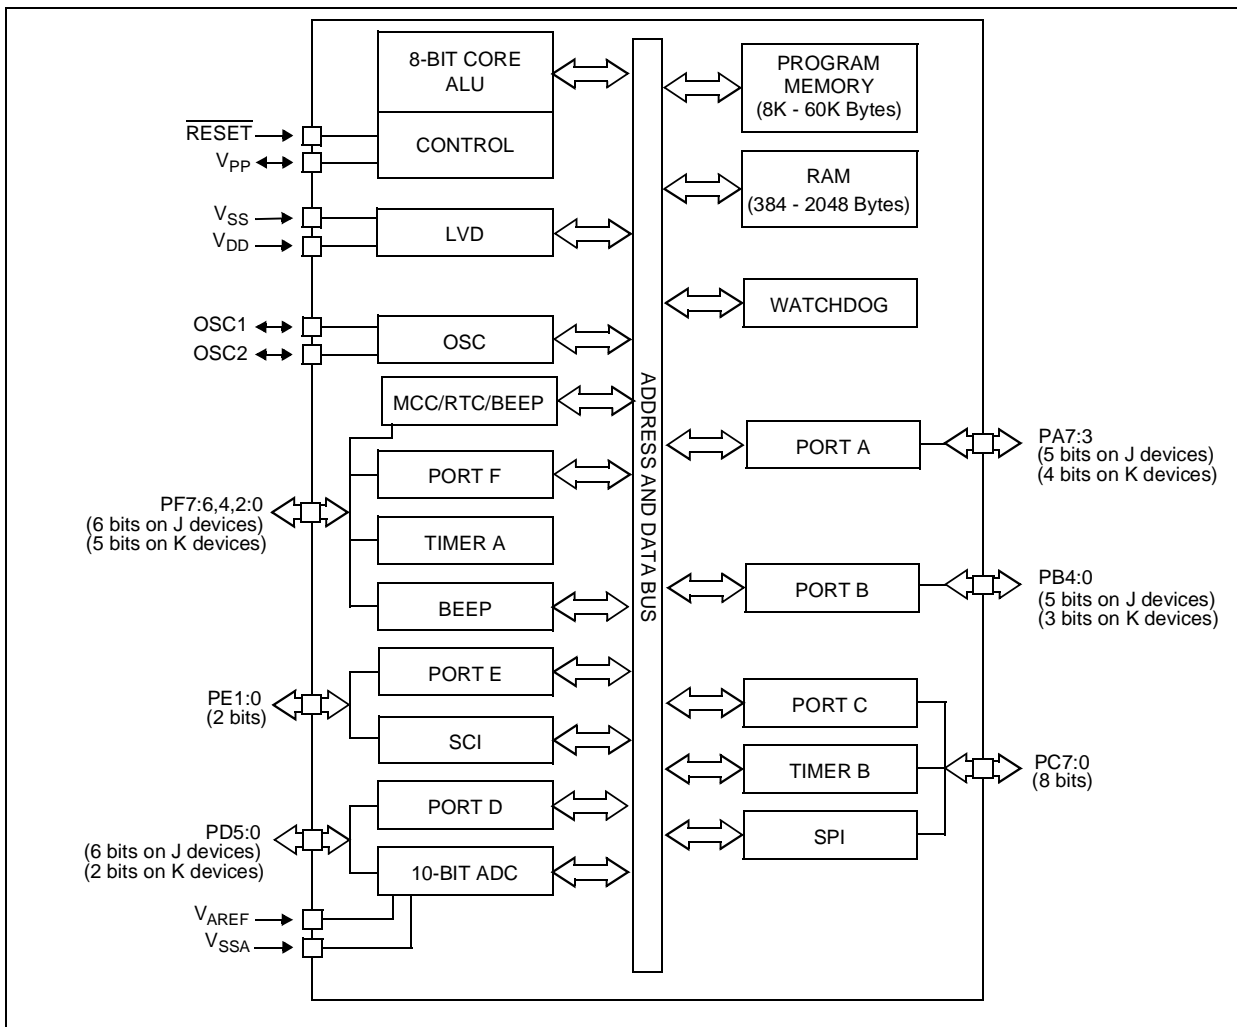 8-BIT CORE
ALU
CONTROL
RESET
VPP
VSS
VDD
LVD
OSC1
OSC2
OSC
MCC/RTC/BEEP
PORT F
PF7:6,4,2:0
(6 bits on J devices)
(5 bits on K devices)
TIMER A
BEEP
PORT E
PE1:0
(2 bits)
SCI
PORT D
PD5:0
(6 bits on J devices)
(2 bits on K devices)
10-BIT ADC
VAREF
VSSA
ADDRESS AND DATA BUS
PROGRAM
MEMORY
(8K - 60K Bytes)
RAM
(384 - 2048 Bytes)
WATCHDOG
PORT A
PA7:3
(5 bits on J devices)
(4 bits on K devices)
PORT B
PB4:0
(5 bits on J devices)
(3 bits on K devices)
PORT C
TIMER B
PC7:0
(8 bits)
SPI